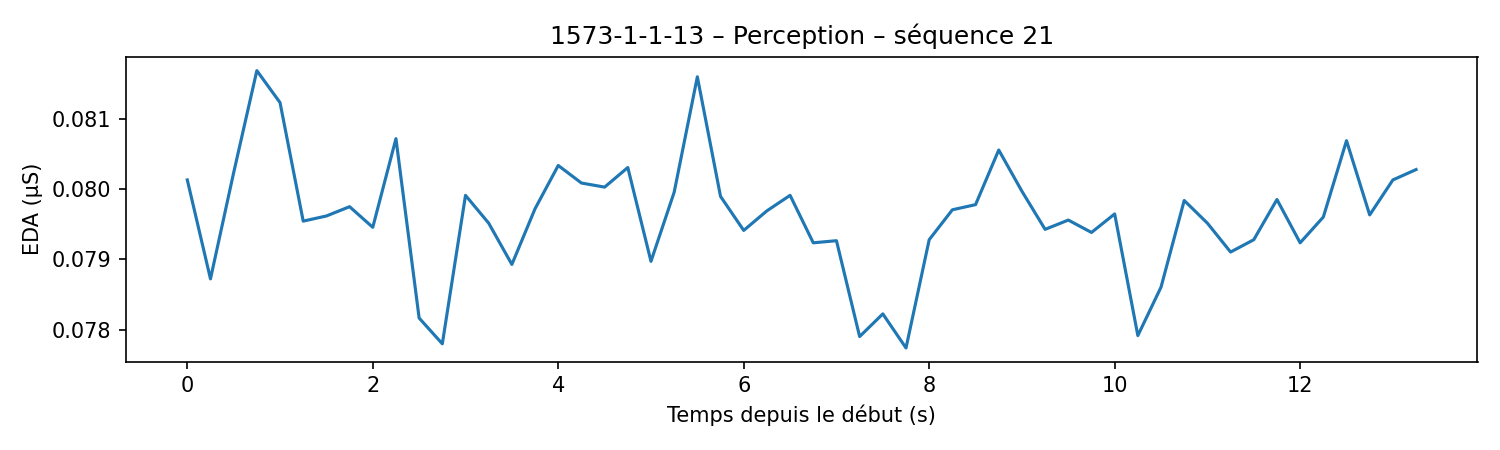 1573-1-1-13 – Perception – séquence 21
EDA (µS)
0.081
0.080
0.079
0.078
0 2 4 6 8 10 12
Temps depuis le début (s)